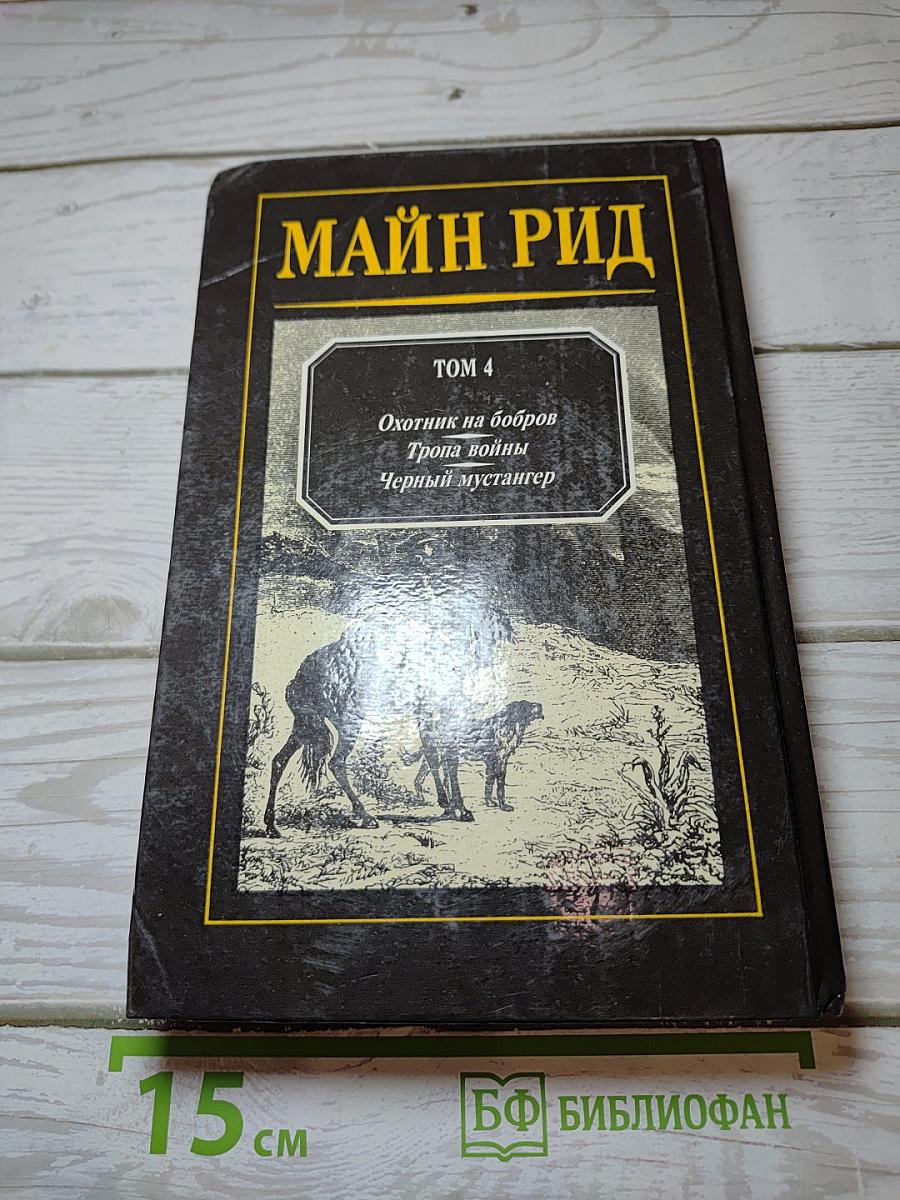 МАЙН РИД
ТОМ 4
Охотник на бобров
Тропа войны
Черный мустангер
15 см
БФ БИБЛИОФАН